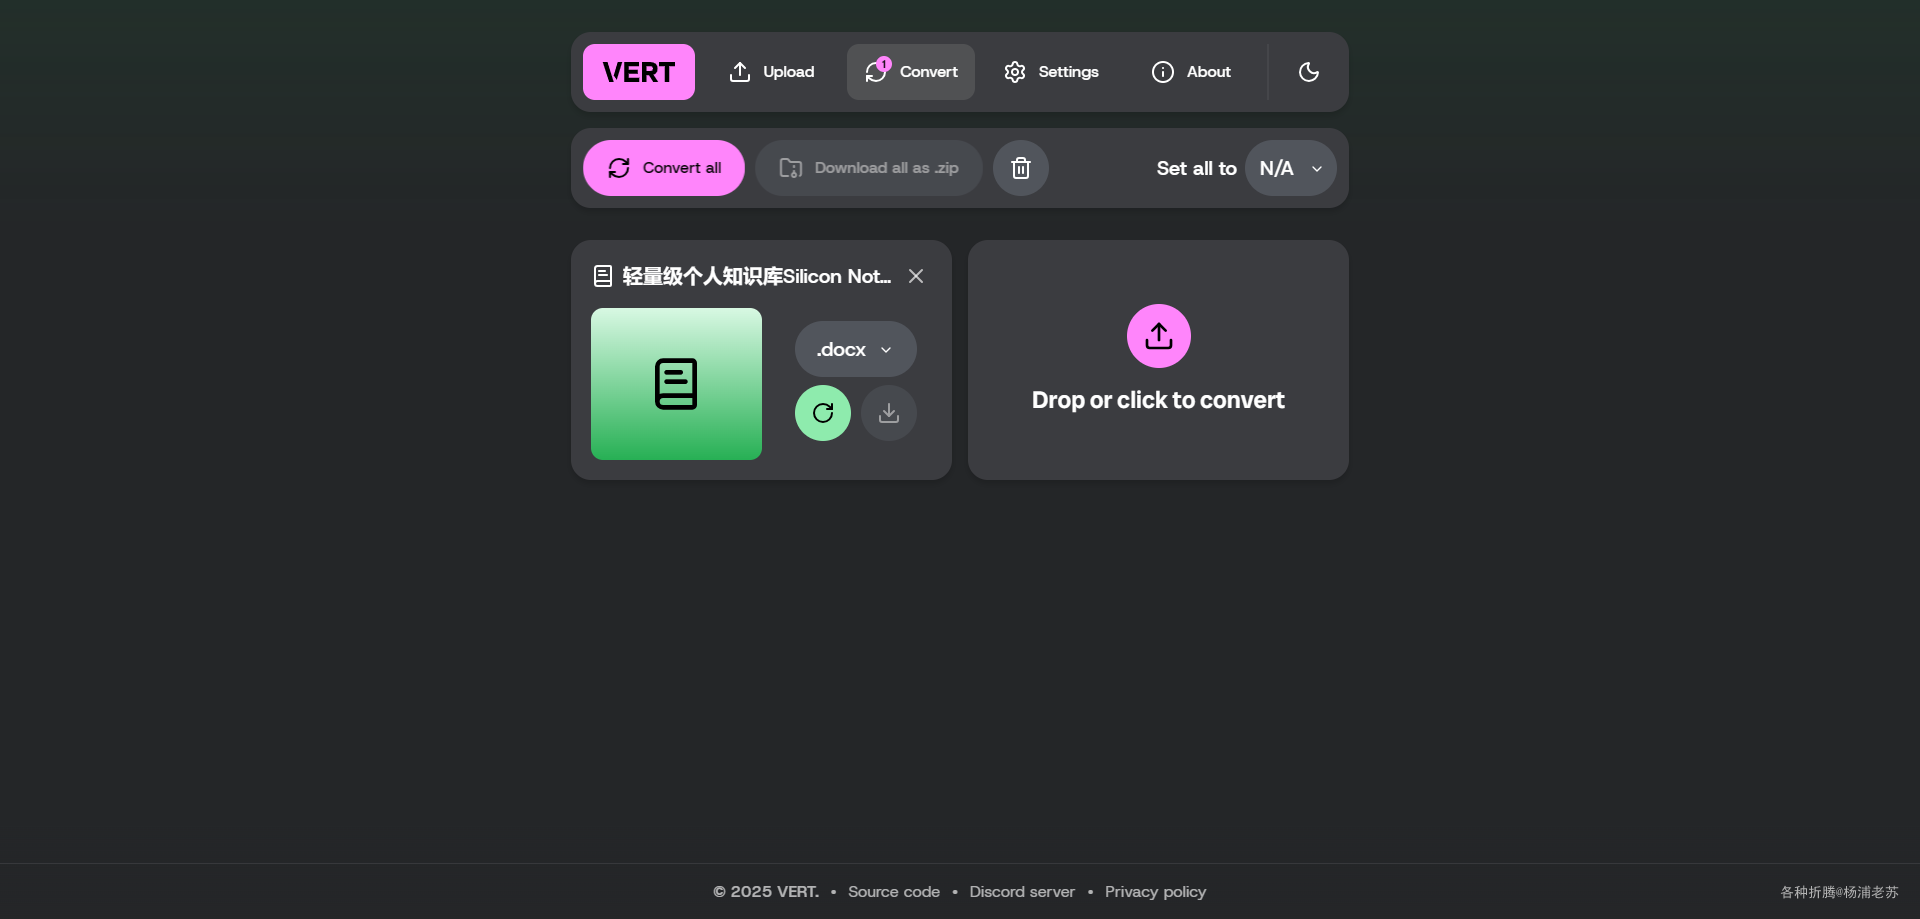 VERT
Upload
1
Convert
Settings
About
Convert all
Download all as .zip
Set all to
N/A
轻量级个人知识库Silicon Not...
.docx
Drop or click to convert
© 2025 VERT. • Source code • Discord server • Privacy policy
各种折腾@杨浦老苏